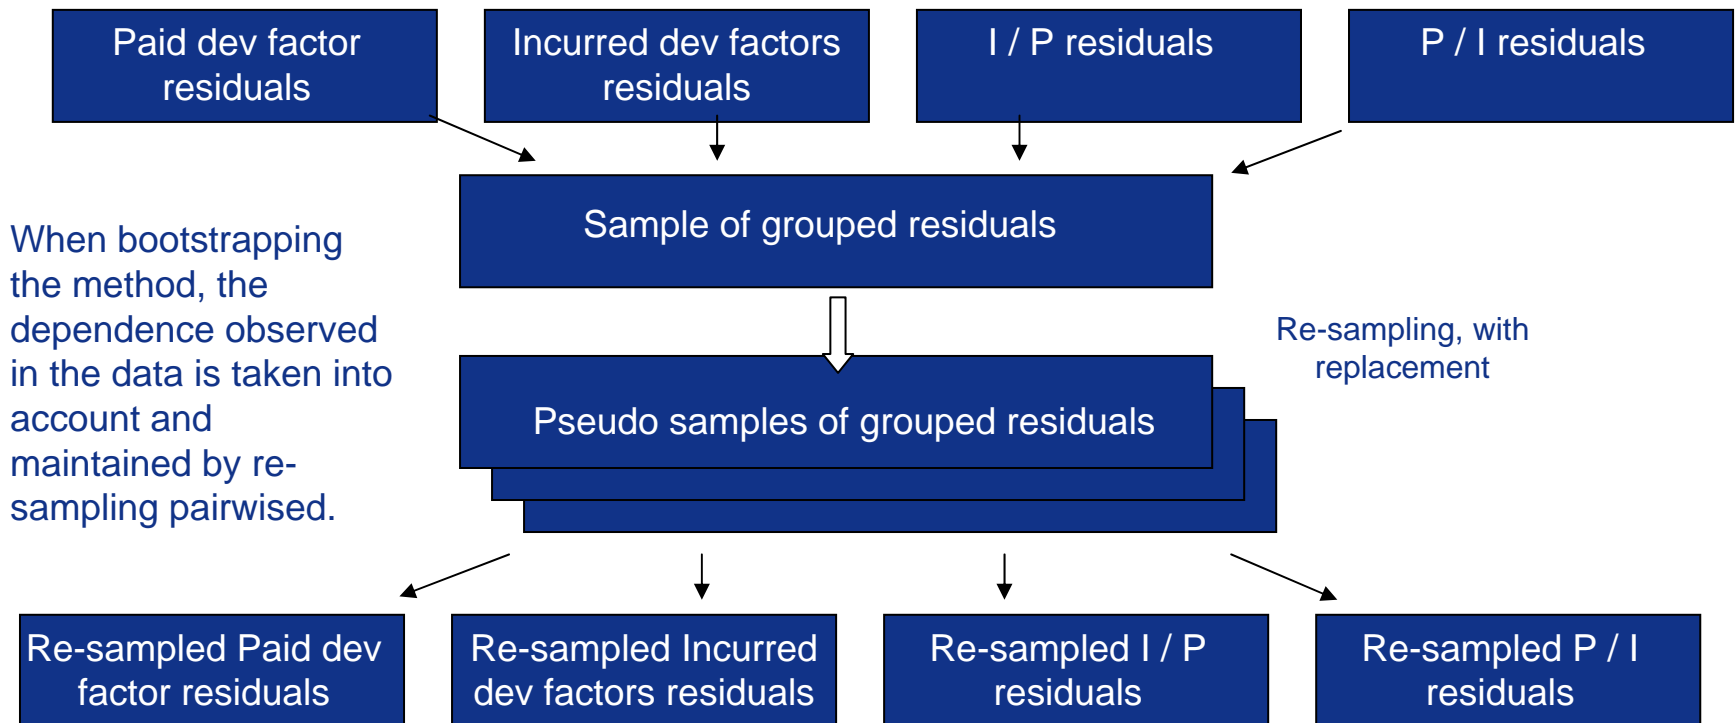 Paid dev factor
residuals
Incurred dev factors
residuals
I / P residuals
P / I residuals
Sample of grouped residuals
When bootstrapping
the method, the
dependence observed
in the data is taken into
account and
maintained by re-
sampling pairwised.
Re-sampling, with
replacement
Pseudo samples of grouped residuals
Re-sampled Paid dev
factor residuals
Re-sampled Incurred
dev factors residuals
Re-sampled I / P
residuals
Re-sampled P / I
residuals